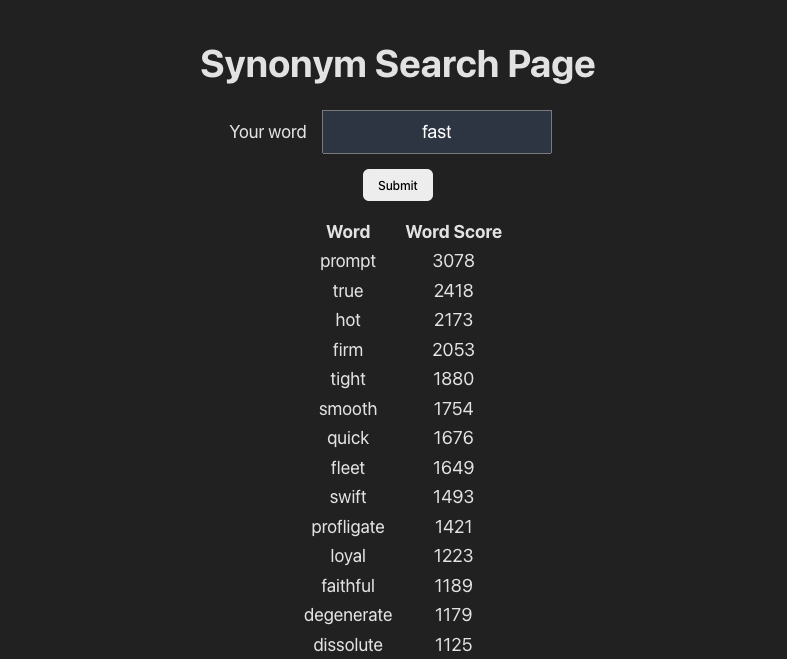 Synonym Search Page
Your word fast
Submit
Word Word Score
prompt 3078
true 2418
hot 2173
firm 2053
tight 1880
smooth 1754
quick 1676
fleet 1649
swift 1493
profligate 1421
loyal 1223
faithful 1189
degenerate 1179
dissolute 1125